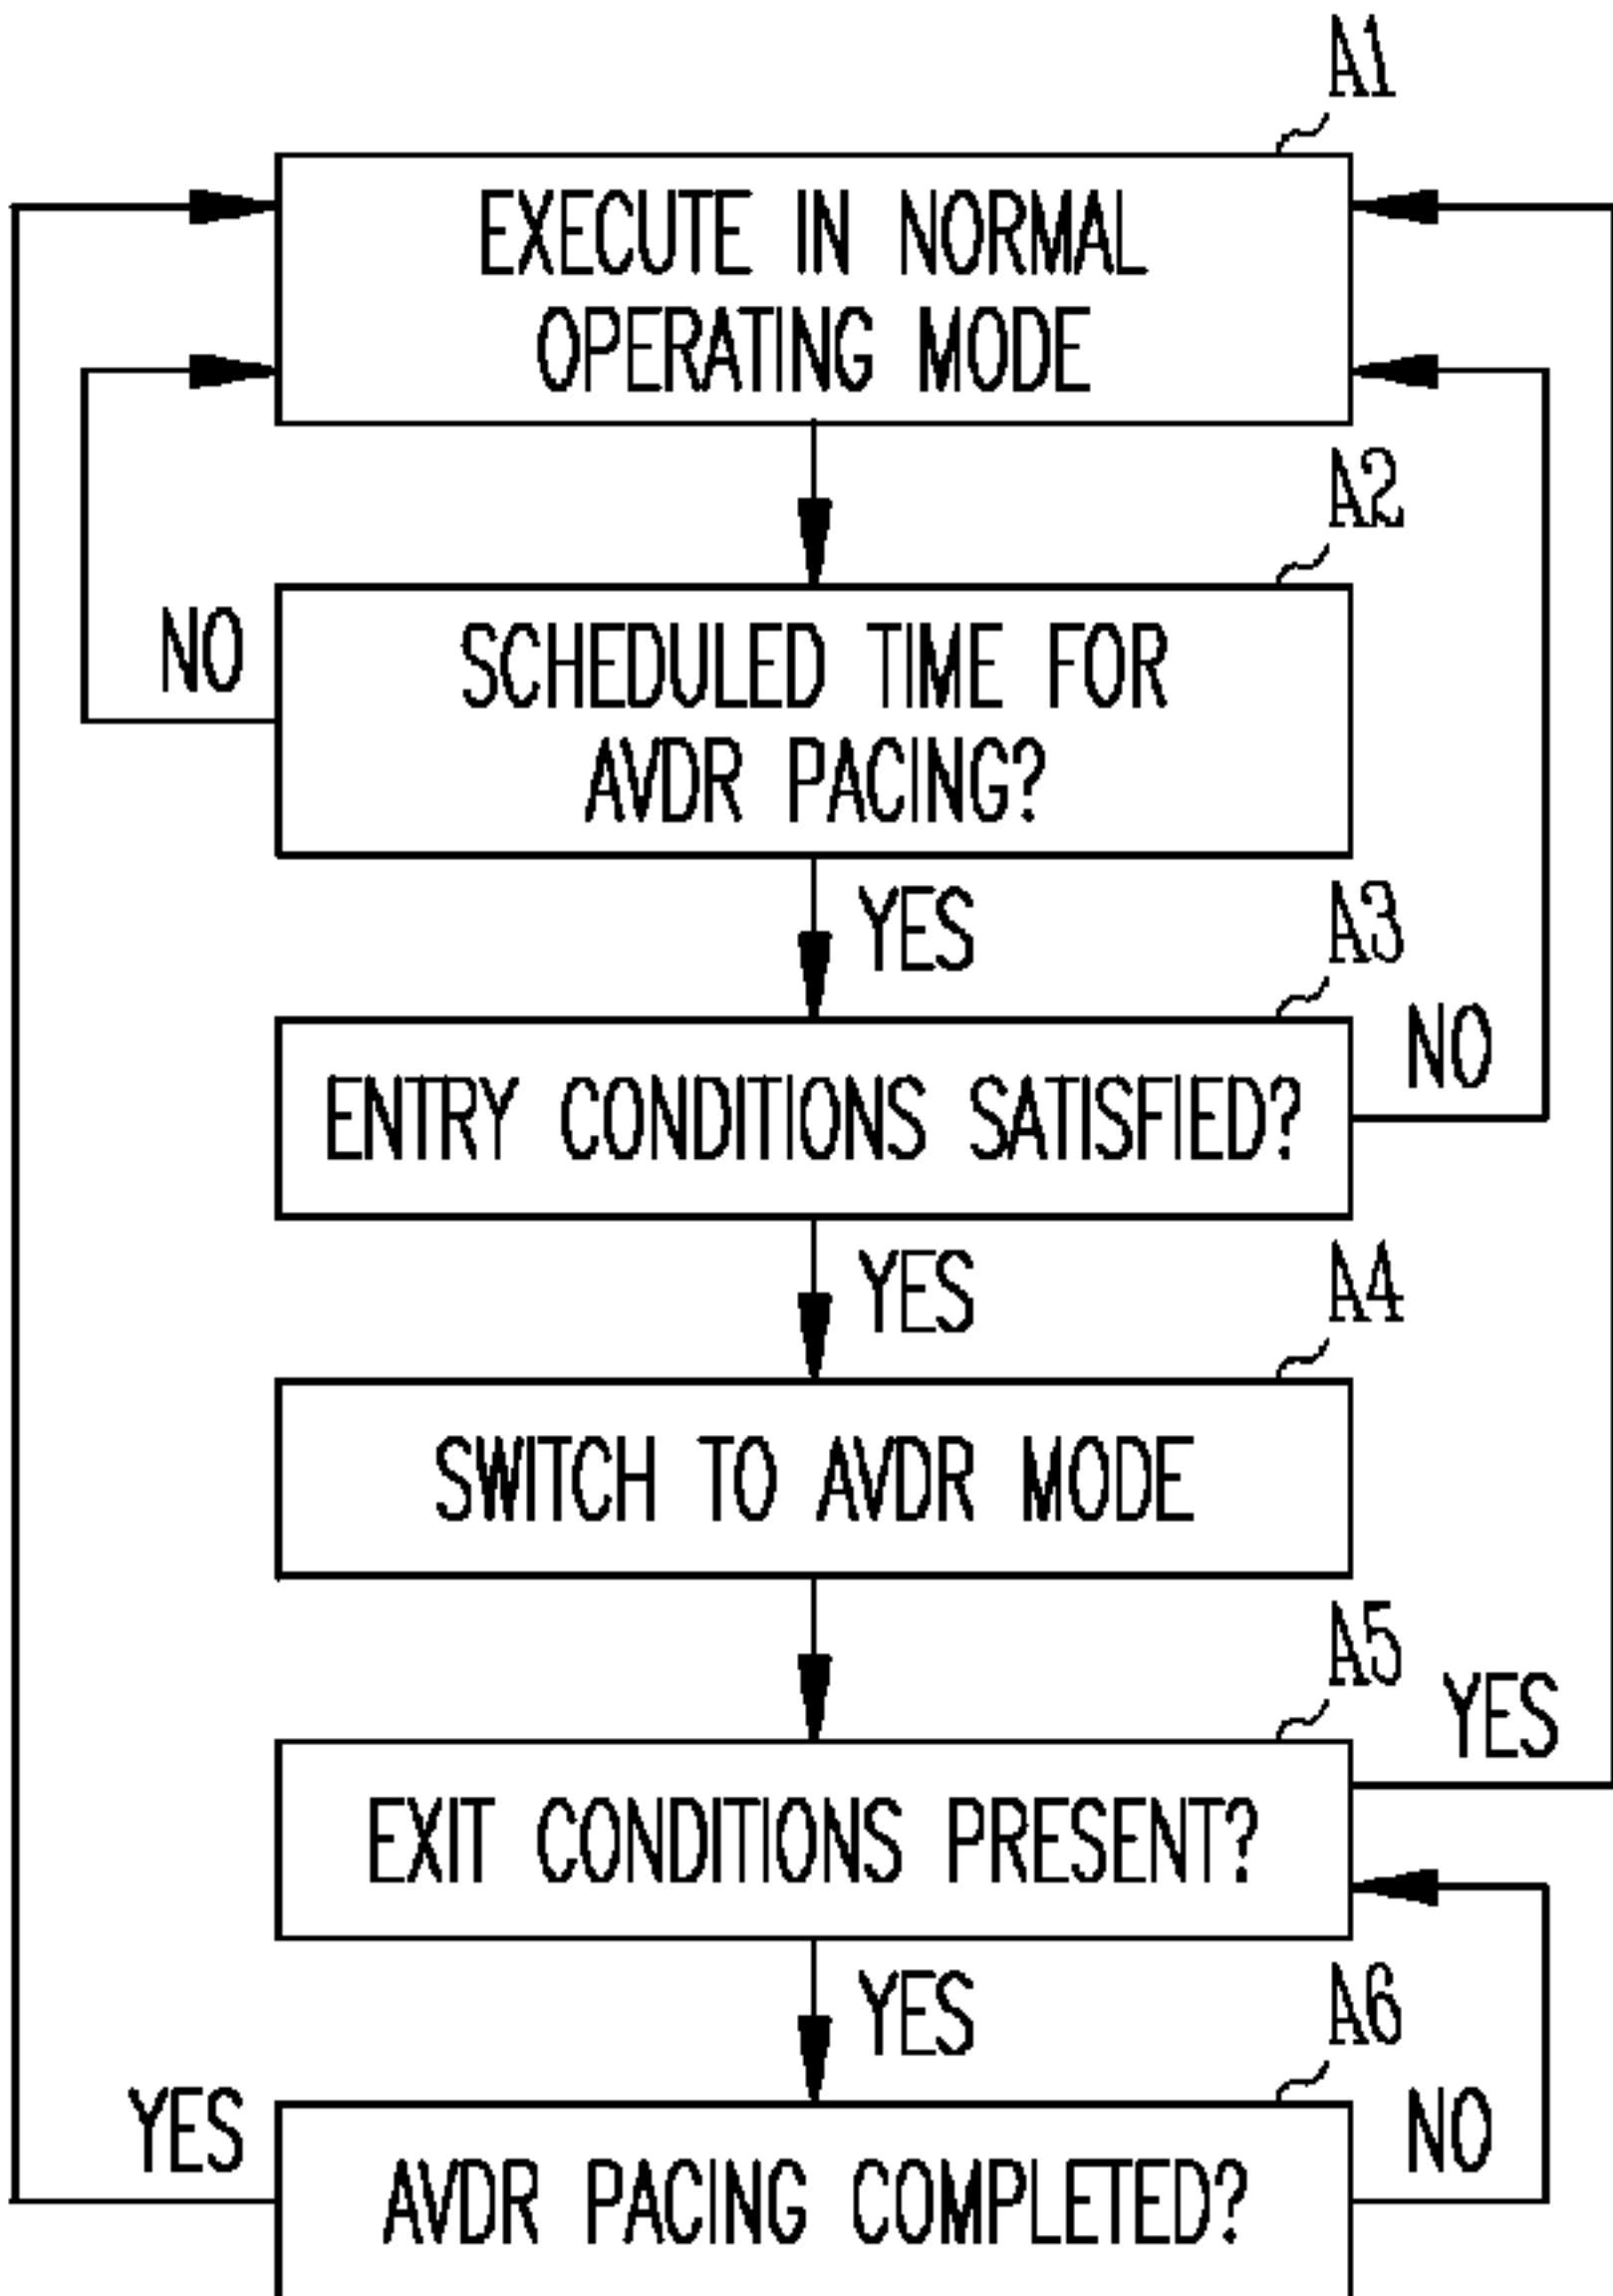 A1
EXECUTE IN NORMAL
OPERATING MODE
A2
NO
SCHEDULED TIME FOR
AVDR PACING?
YES
A3
NO
ENTRY CONDITIONS SATISFIED?
YES
A4
SWITCH TO AVDR MODE
A5
YES
EXIT CONDITIONS PRESENT?
YES
A6
YES
NO
AVDR PACING COMPLETED?